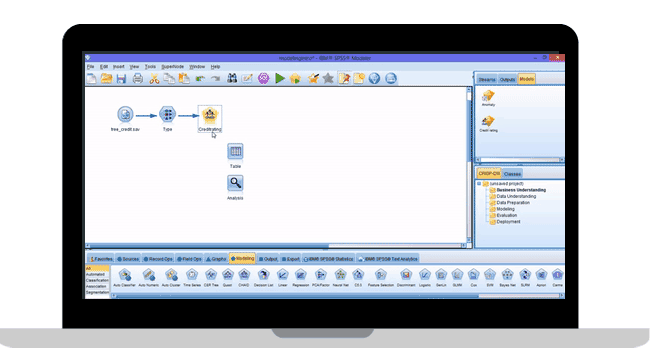 modelingintro* - IBM® SPSS® Modeler
File Edit Insert View Tools SuperNode Window Help
Streams Outputs Models
Anomaly
Credit rating
tree_credit.sav Type Creditrating
Table
Analysis
CRISP-DM Classes
(unsaved project)
Business Understanding
Data Understanding
Data Preparation
Modeling
Evaluation
Deployment
Favorites Sources Record Ops Field Ops Graphs Modeling Output Export IBM® SPSS® Statistics IBM® SPSS® Text Analytics
All
Automated
Classification
Association
Segmentation
Auto Classifier Auto Numeric Auto Cluster Time Series C&R Tree Quest CHAID Decision List Linear Regression PCA/Factor Neural Net C5.0 Feature Selection Discriminant Logistic GenLin GLMM Cox SVM Bayes Net SLRM Apriori Carma